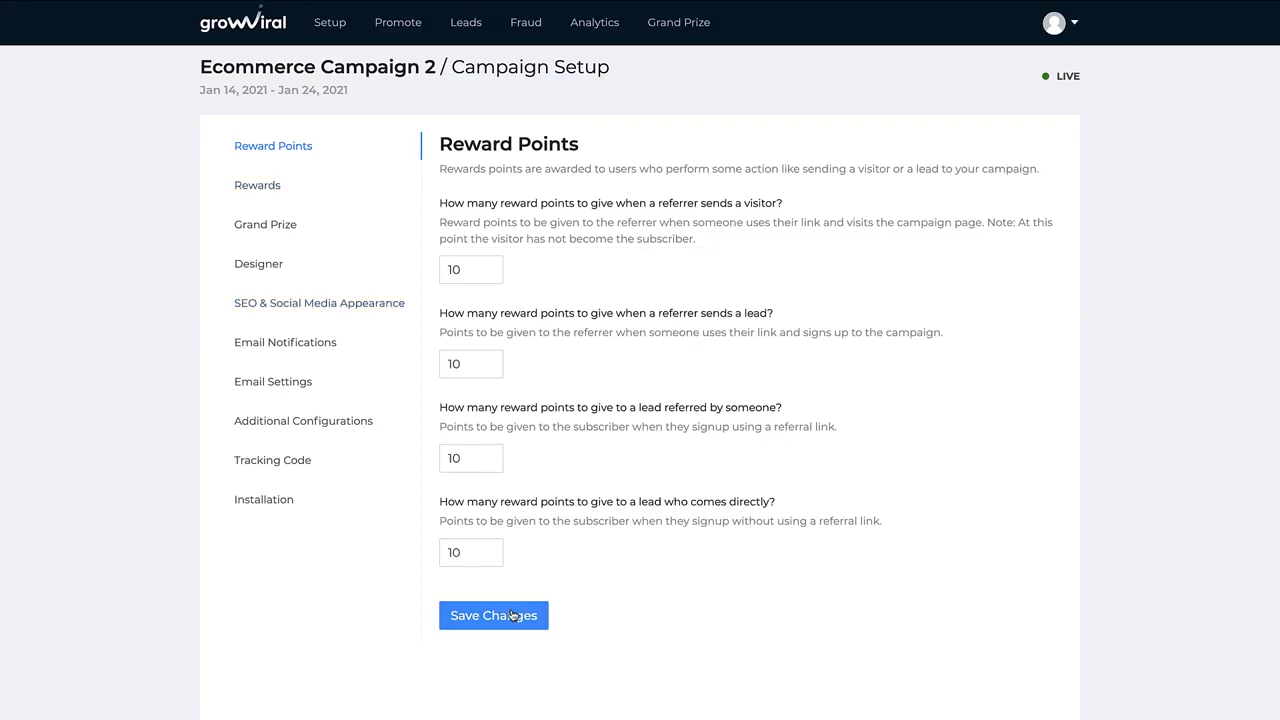 growviral
Setup
Promote
Leads
Fraud
Analytics
Grand Prize
Ecommerce Campaign 2 / Campaign Setup
Jan 14, 2021 - Jan 24, 2021
LIVE
Reward Points
Rewards
Grand Prize
Designer
SEO & Social Media Appearance
Email Notifications
Email Settings
Additional Configurations
Tracking Code
Installation
Reward Points
Rewards points are awarded to users who perform some action like sending a visitor or a lead to your campaign.
How many reward points to give when a referrer sends a visitor?
Reward points to be given to the referrer when someone uses their link and visits the campaign page. Note: At this
point the visitor has not become the subscriber.
10
How many reward points to give when a referrer sends a lead?
Points to be given to the referrer when someone uses their link and signs up to the campaign.
10
How many reward points to give to a lead referred by someone?
Points to be given to the subscriber when they signup using a referral link.
10
How many reward points to give to a lead who comes directly?
Points to be given to the subscriber when they signup without using a referral link.
10
Save Changes